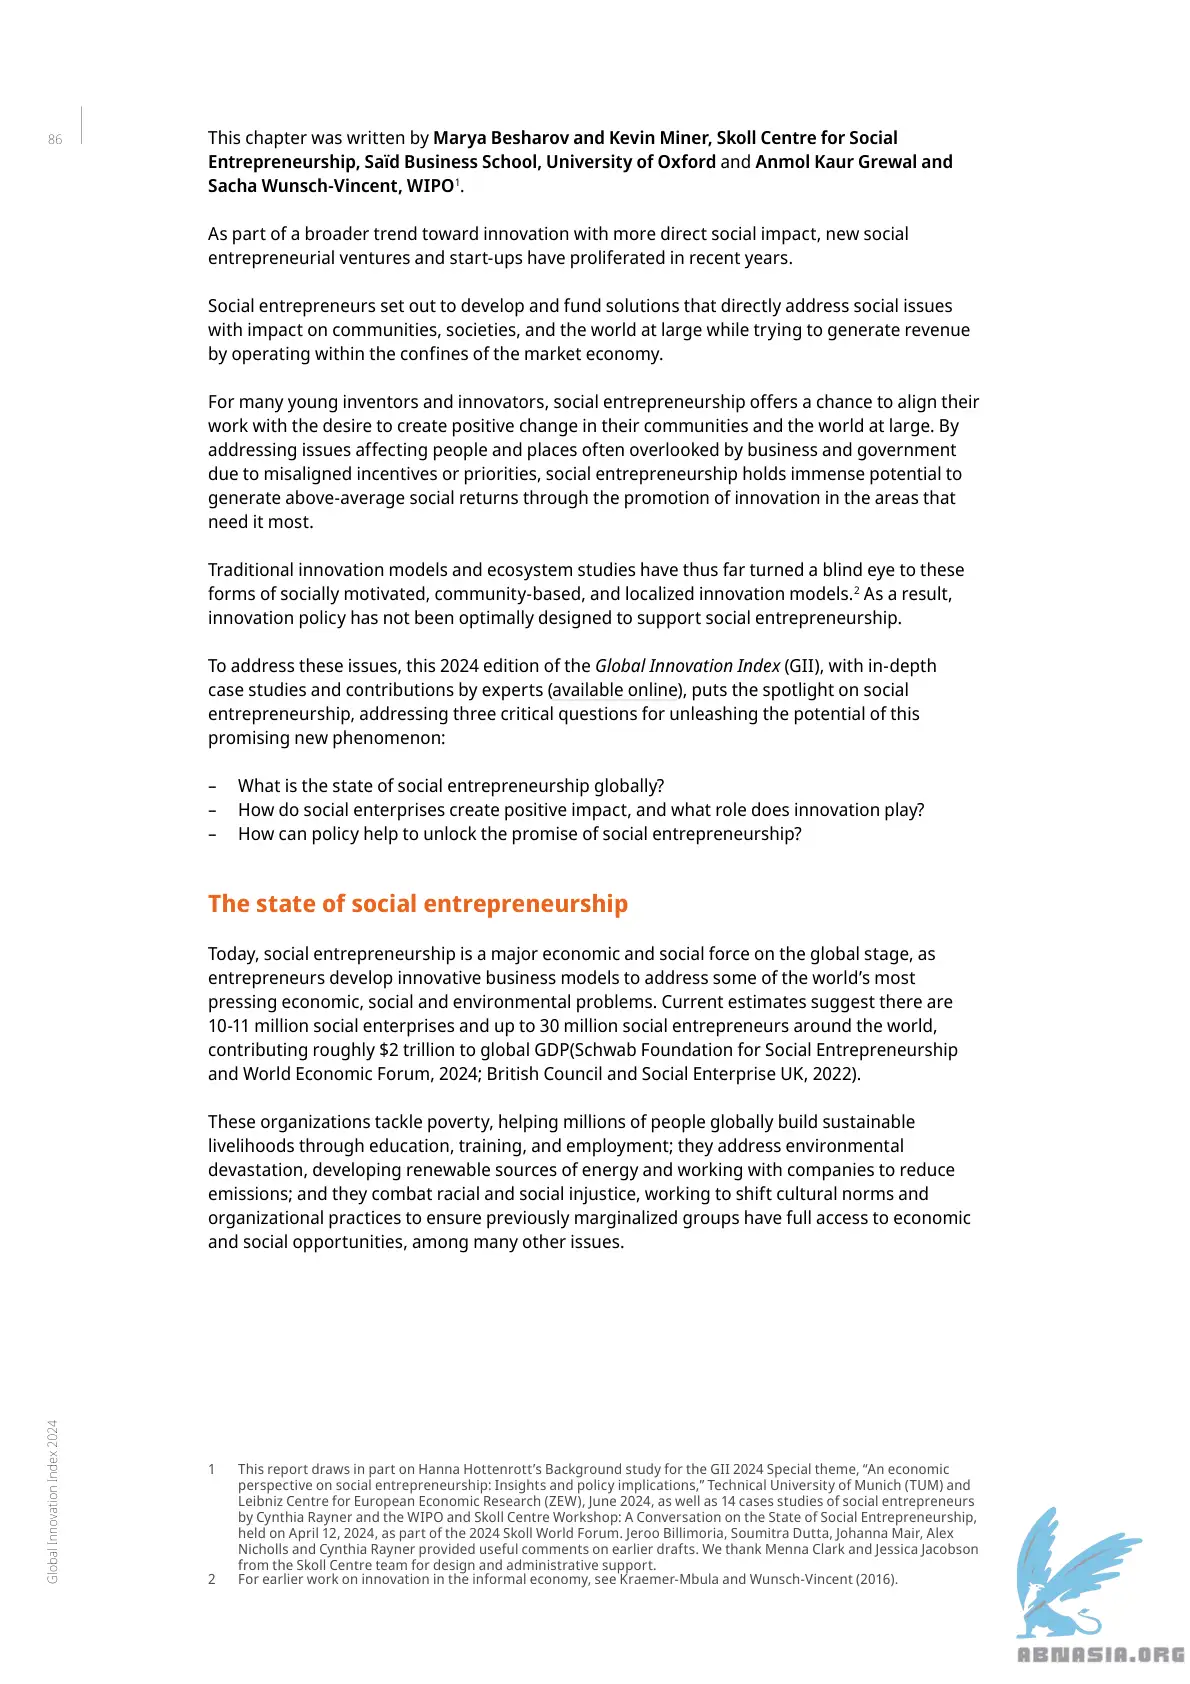 86
This chapter was written by Marya Besharov and Kevin Miner, Skoll Centre for Social
Entrepreneurship, Saïd Business School, University of Oxford and Anmol Kaur Grewal and
Sacha Wunsch-Vincent, WIPO1.
As part of a broader trend toward innovation with more direct social impact, new social
entrepreneurial ventures and start-ups have proliferated in recent years.
Social entrepreneurs set out to develop and fund solutions that directly address social issues
with impact on communities, societies, and the world at large while trying to generate revenue
by operating within the confines of the market economy.
For many young inventors and innovators, social entrepreneurship offers a chance to align their
work with the desire to create positive change in their communities and the world at large. By
addressing issues affecting people and places often overlooked by business and government
due to misaligned incentives or priorities, social entrepreneurship holds immense potential to
generate above-average social returns through the promotion of innovation in the areas that
need it most.
Traditional innovation models and ecosystem studies have thus far turned a blind eye to these
forms of socially motivated, community-based, and localized innovation models.2 As a result,
innovation policy has not been optimally designed to support social entrepreneurship.
To address these issues, this 2024 edition of the Global Innovation Index (GII), with in-depth
case studies and contributions by experts (available online), puts the spotlight on social
entrepreneurship, addressing three critical questions for unleashing the potential of this
promising new phenomenon:
– What is the state of social entrepreneurship globally?
– How do social enterprises create positive impact, and what role does innovation play?
– How can policy help to unlock the promise of social entrepreneurship?
The state of social entrepreneurship
Today, social entrepreneurship is a major economic and social force on the global stage, as
entrepreneurs develop innovative business models to address some of the world's most
pressing economic, social and environmental problems. Current estimates suggest there are
10-11 million social enterprises and up to 30 million social entrepreneurs around the world,
contributing roughly $2 trillion to global GDP(Schwab Foundation for Social Entrepreneurship
and World Economic Forum, 2024; British Council and Social Enterprise UK, 2022).
These organizations tackle poverty, helping millions of people globally build sustainable
livelihoods through education, training, and employment; they address environmental
devastation, developing renewable sources of energy and working with companies to reduce
emissions; and they combat racial and social injustice, working to shift cultural norms and
organizational practices to ensure previously marginalized groups have full access to economic
and social opportunities, among many other issues.
Global Innovation Index 2024
1 This report draws in part on Hanna Hottenrott's Background study for the GII 2024 Special theme, “An economic
perspective on social entrepreneurship: Insights and policy implications,” Technical University of Munich (TUM) and
Leibniz Centre for European Economic Research (ZEW), June 2024, as well as 14 cases studies of social entrepreneurs
by Cynthia Rayner and the WIPO and Skoll Centre Workshop: A Conversation on the State of Social Entrepreneurship,
held on April 12, 2024, as part of the 2024 Skoll World Forum. Jeroo Billimoria, Soumitra Dutta, Johanna Mair, Alex
Nicholls and Cynthia Rayner provided useful comments on earlier drafts. We thank Menna Clark and Jessica Jacobson
from the Skoll Centre team for design and administrative support.
2 For earlier work on innovation in the informal economy, see Kraemer-Mbula and Wunsch-Vincent (2016).
ABNASIA.ORG